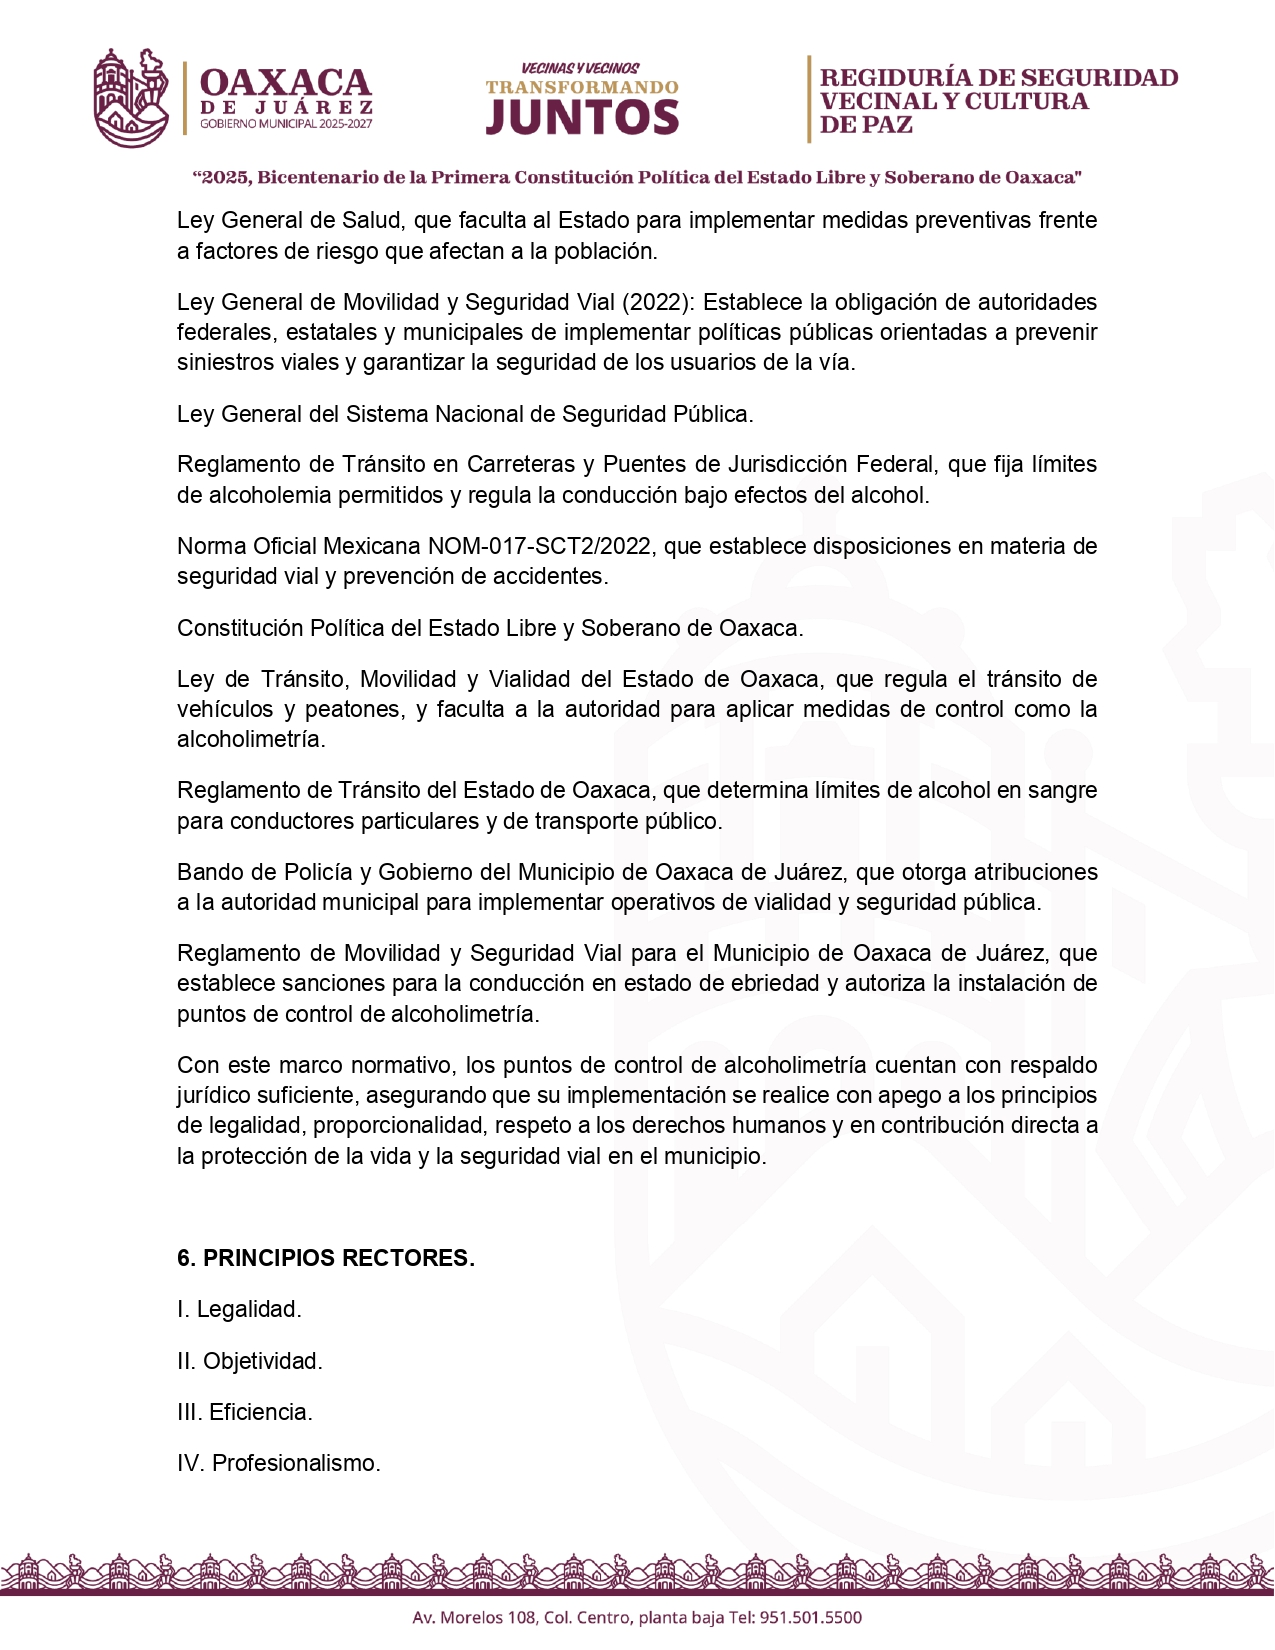 OAXACA
DE JUÁREZ
GOBIERNO MUNICIPAL 2025-2027
VECINAS Y VECINOS
TRANSFORMANDO
JUNTOS
REGIDURÍA DE SEGURIDAD
VECINAL Y CULTURA
DE PAZ
“2025, Bicentenario de la Primera Constitución Política del Estado Libre y Soberano de Oaxaca"
Ley General de Salud, que faculta al Estado para implementar medidas preventivas frente
a factores de riesgo que afectan a la población.
Ley General de Movilidad y Seguridad Vial (2022): Establece la obligación de autoridades
federales, estatales y municipales de implementar políticas públicas orientadas a prevenir
siniestros viales y garantizar la seguridad de los usuarios de la vía.
Ley General del Sistema Nacional de Seguridad Pública.
Reglamento de Tránsito en Carreteras y Puentes de Jurisdicción Federal, que fija límites
de alcoholemia permitidos y regula la conducción bajo efectos del alcohol.
Norma Oficial Mexicana NOM-017-SCT2/2022, que establece disposiciones en materia de
seguridad vial y prevención de accidentes.
Constitución Política del Estado Libre y Soberano de Oaxaca.
Ley de Tránsito, Movilidad y Vialidad del Estado de Oaxaca, que regula el tránsito de
vehículos y peatones, y faculta a la autoridad para aplicar medidas de control como la
alcoholimetría.
Reglamento de Tránsito del Estado de Oaxaca, que determina límites de alcohol en sangre
para conductores particulares y de transporte público.
Bando de Policía y Gobierno del Municipio de Oaxaca de Juárez, que otorga atribuciones
a la autoridad municipal para implementar operativos de vialidad y seguridad pública.
Reglamento de Movilidad y Seguridad Vial para el Municipio de Oaxaca de Juárez, que
establece sanciones para la conducción en estado de ebriedad y autoriza la instalación de
puntos de control de alcoholimetría.
Con este marco normativo, los puntos de control de alcoholimetría cuentan con respaldo
jurídico suficiente, asegurando que su implementación se realice con apego a los principios
de legalidad, proporcionalidad, respeto a los derechos humanos y en contribución directa a
la protección de la vida y la seguridad vial en el municipio.
6. PRINCIPIOS RECTORES.
I. Legalidad.
II. Objetividad.
III. Eficiencia.
IV. Profesionalismo.
Av. Morelos 108, Col. Centro, planta baja Tel: 951.501.5500